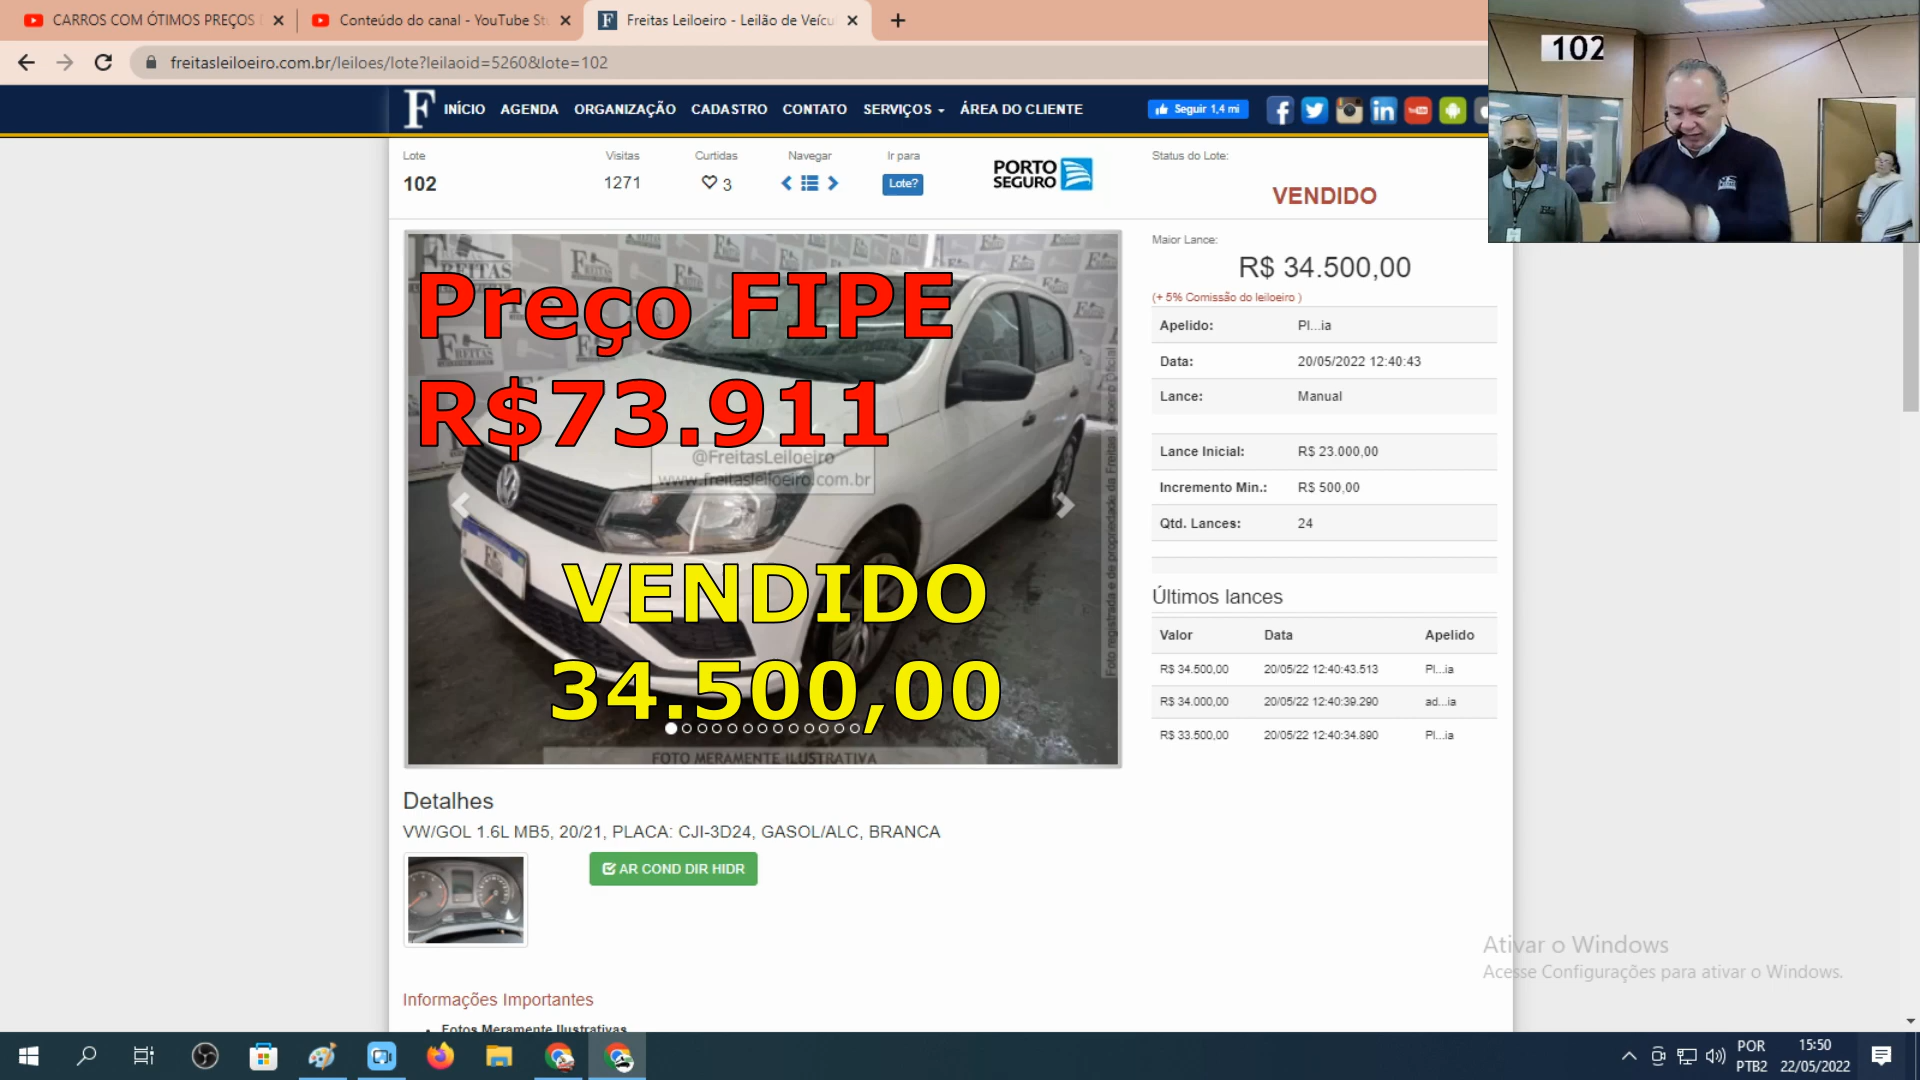 CARROS COM ÓTIMOS PREÇOS
Conteúdo do canal - YouTube St
Freitas Leiloeiro - Leilão de Veícu
freitasleiloeiro.com.br/leiloes/lote?leilaoid=5260&lote=102
102
F INÍCIO AGENDA ORGANIZAÇÃO CADASTRO CONTATO SERVIÇOS ÁREA DO CLIENTE
Seguir 1,4 mi
Lote
102
Visitas
1271
Curtidas
3
Navegar
Ir para
Lote?
PORTO
SEGURO
Status do Lote:
VENDIDO
Maior Lance:
R$ 34.500,00
(+ 5% Comissão do leiloeiro )
Apelido: Pl...ia
Data: 20/05/2022 12:40:43
Lance: Manual
Lance Inicial: R$ 23.000,00
Incremento Min.: R$ 500,00
Qtd. Lances: 24
Últimos lances
Valor Data Apelido
R$ 34.500,00 20/05/22 12:40:43.513 Pl...ia
R$ 34.000,00 20/05/22 12:40:39.290 ad...ia
R$ 33.500,00 20/05/22 12:40:34.890 Pl...ia
FREITAS
Preço FIPE
R$73.911
@FreitasLeiloeiro
www.freitasleiloeiro.com.br
VENDIDO
34.500,00
FOTO MERAMENTE ILUSTRATIVA
Foto registrada e de propriedade da Freitas Leiloeiro Oficial
Detalhes
VW/GOL 1.6L MB5, 20/21, PLACA: CJI-3D24, GASOL/ALC, BRANCA
AR COND DIR HIDR
Informações Importantes
Fotos Meramente Ilustrativas
Ativar o Windows
Acesse Configurações para ativar o Windows.
POR
PTB2
15:50
22/05/2022